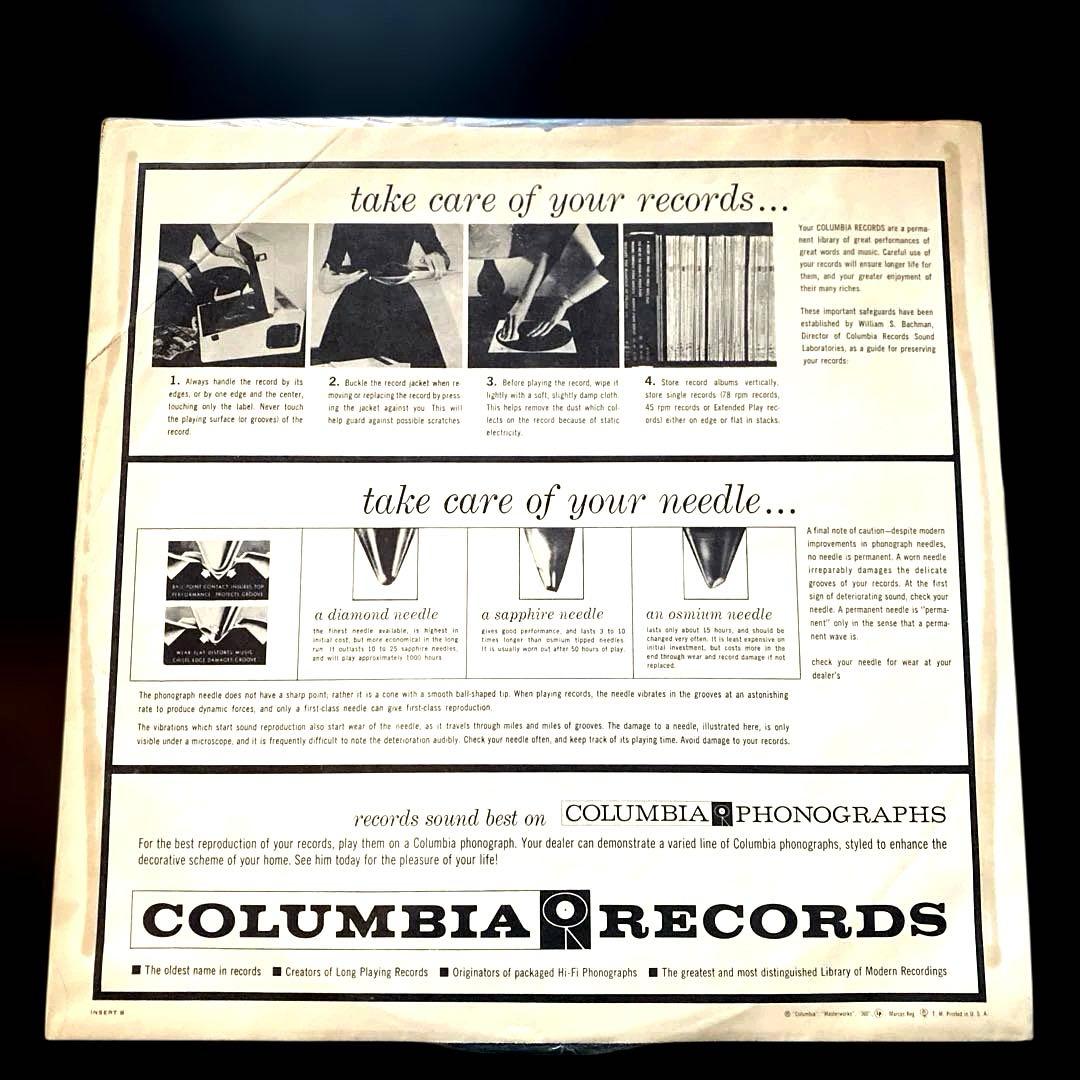 take care of your records...
Your COLUMBIA RECORDS are a perma-
nent library of great performances of
great words and music. Careful use of
your records will ensure longer life for
them, and your greater enjoyment of
their many riches.
These important safeguards have been
established by William S. Bachman,
Director of Columbia Records Sound
Laboratories, as a guide for preserving
your records:
1. Always handle the record by its
edges, or by one edge and the center,
touching only the label. Never touch
the playing surface (or grooves) of the
record.
2. Buckle the record jacket when re
moving or replacing the record by press
ing the jacket against you This will
help guard against possible scratches
3. Before playing the record, wipe it
lightly with a soft, slightly damp cloth.
This helps remove the dust which col-
lects on the record because of static
electricity.
4. Store record albums vertically,
store single records (78 rpm records,
45 rpm records or Extended Play rec-
ords) either on edge or flat in stacks.
take care of your needle...
BALL POINT CONTACT INSURES TOP
PERFORMANCE, PROTECTS GROOVE
WEAR FLAT DISTORTS MUSIC
CHISEL EDGE DAMAGES GROOVE
a diamond needle
the finest needle available, is highest in
initial cost, but more economical in the long
run It outlasts 10 to 25 sapphire needles,
and will play approximately 1000 hours
a sapphire needle
gives good performance, and lasts 3 to 10
times longer than osmium tipped needles
It is usually worn out after 50 hours of play.
an osmium needle
lasts only about 15 hours, and should be
changed very often. It is least expensive on
initial investment, but costs more in the
end through wear and record damage if not
replaced.
A final note of caution—despite modern
improvements in phonograph needles,
no needle is permanent. A worn needle
irreparably damages the delicate
grooves of your records. At the first
sign of deteriorating sound, check your
needle. A permanent needle is "perma-
nent" only in the sense that a perma-
nent wave is.
check your needle for wear at your
dealer's
The phonograph needle does not have a sharp point; rather it is a cone with a smooth ball-shaped tip. When playing records, the needle vibrates in the grooves at an astonishing
rate to produce dynamic forces, and only a first-class needle can give first-class reproduction.
The vibrations which start sound reproduction also start wear of the needle, as it travels through miles and miles of grooves. The damage to a needle, illustrated here, is only
visible under a microscope, and it is frequently difficult to note the deterioration audibly. Check your needle often, and keep track of its playing time. Avoid damage to your records.
records sound best on COLUMBIA PHONOGRAPHS
For the best reproduction of your records, play them on a Columbia phonograph. Your dealer can demonstrate a varied line of Columbia phonographs, styled to enhance the
decorative scheme of your home. See him today for the pleasure of your life!
COLUMBIA RECORDS
■ The oldest name in records ■ Creators of Long Playing Records ■ Originators of packaged Hi-Fi Phonographs ■ The greatest and most distinguished Library of Modern Recordings
INSERT 8
"Columbia", "Masterworks", "360", Marcas Reg. T. M. Printed in U. S. A.